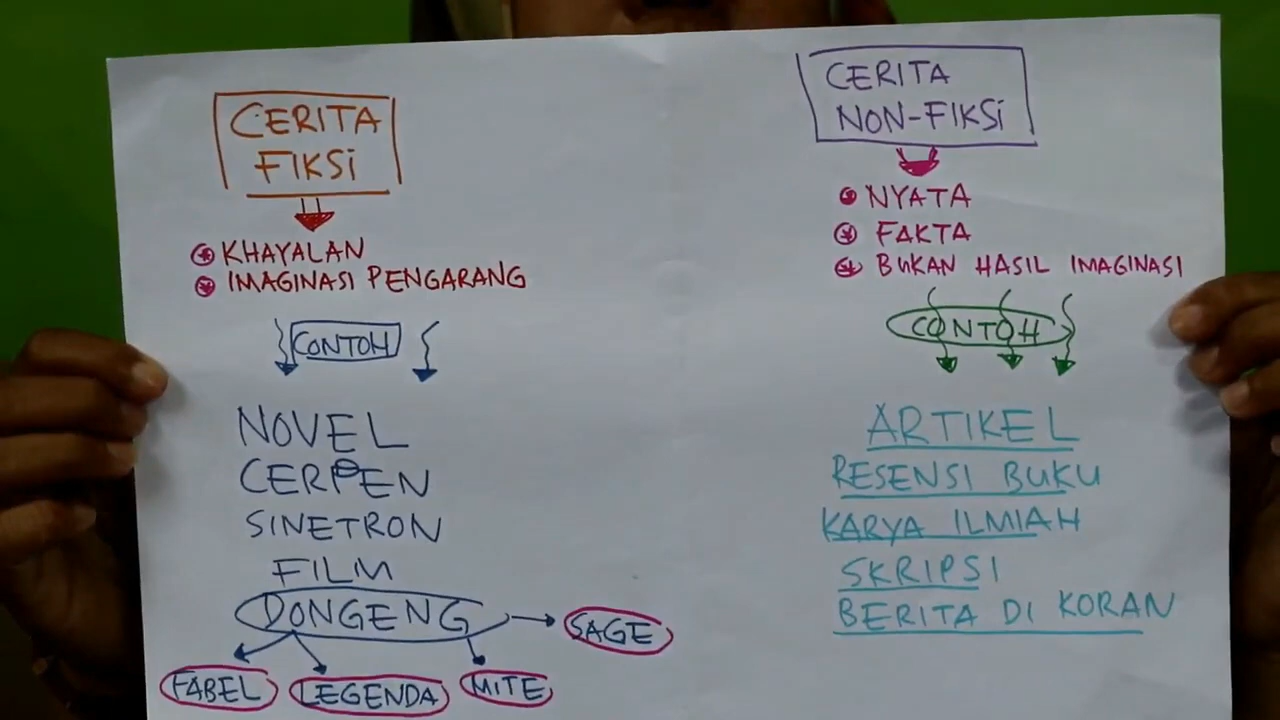 CERITA
FIKSi
KHAYALAN
IMAGINASI PENGARANG
CONTOH
NOVEL
CERPEN
SINETRON
FILM
DONGENG
SAGE
FABEL
LEGENDA
MITE
CERITA
NON-FIKSi
NYATA
FAKTA
BUKAN HASIL IMAGINASI
CONTOH
ARTIKEL
RESENSI BUKU
KARYA ILMIAH
SKRIPSI
BERITA DI KORAN